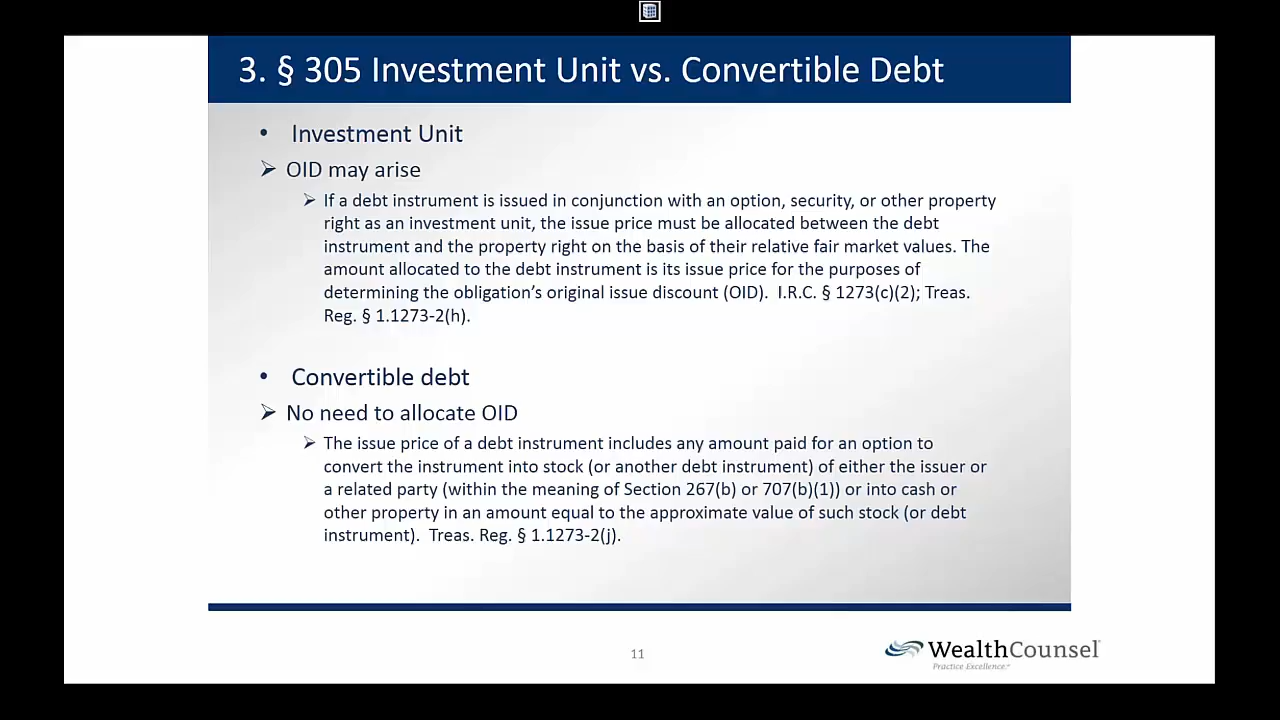 3. § 305 Investment Unit vs. Convertible Debt
• Investment Unit
➢ OID may arise
➢ If a debt instrument is issued in conjunction with an option, security, or other property
right as an investment unit, the issue price must be allocated between the debt
instrument and the property right on the basis of their relative fair market values. The
amount allocated to the debt instrument is its issue price for the purposes of
determining the obligation's original issue discount (OID). I.R.C. § 1273(c)(2); Treas.
Reg. § 1.1273-2(h).
• Convertible debt
➢ No need to allocate OID
➢ The issue price of a debt instrument includes any amount paid for an option to
convert the instrument into stock (or another debt instrument) of either the issuer or
a related party (within the meaning of Section 267(b) or 707(b)(1)) or into cash or
other property in an amount equal to the approximate value of such stock (or debt
instrument). Treas. Reg. § 1.1273-2(j).
11
WealthCounsel
Practice Excellence.